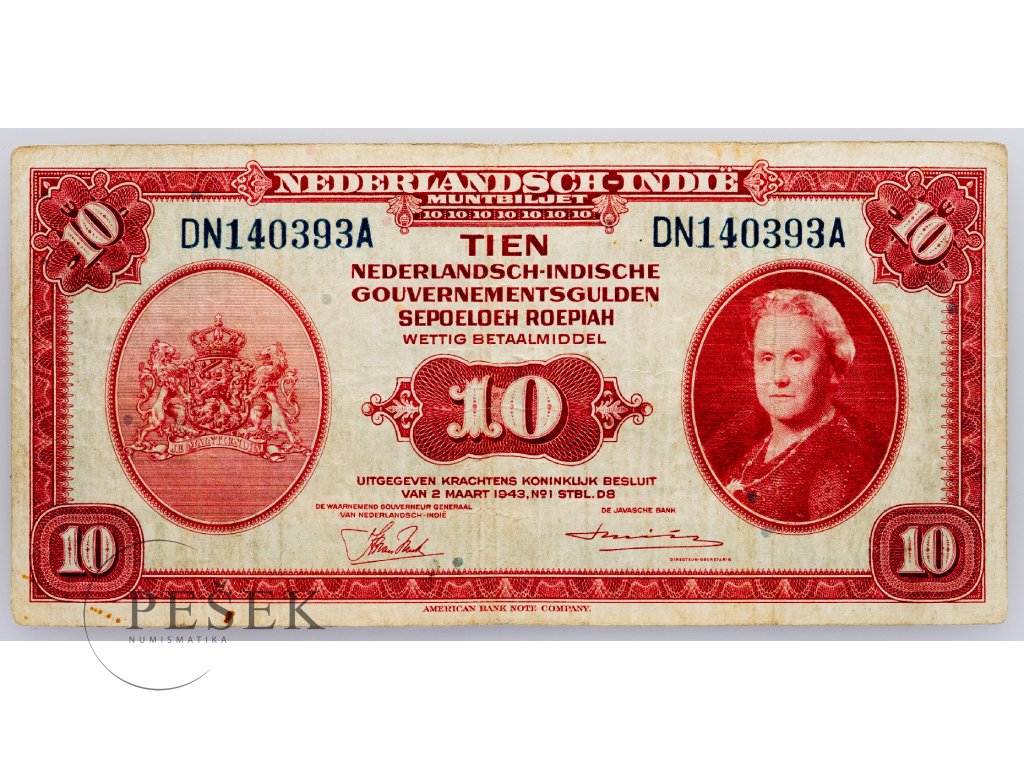 NEDERLANDSCH-INDIË
MUNTBILJET
10 10 10 10 10 10 10
10
10
DN140393A
DN140393A
TIEN
NEDERLANDSCH-INDISCHE
GOUVERNEMENTSGULDEN
SEPOELOEH ROEPIAH
WETTIG BETAALMIDDEL
10
JE MAINTIENDRAI
UITGEGEVEN KRACHTENS KONINKLIJK BESLUIT
VAN 2 MAART 1943, No1 STBL. D8
DE WAARNEMEND GOUVERNEUR GENERAAL
VAN NEDERLANDSCH-INDIË
DE JAVASCHE BANK
DIRECTEUR-SECRETARIS
10
10
AMERICAN BANK NOTE COMPANY.
PEŠEK
NUMISMATIKA